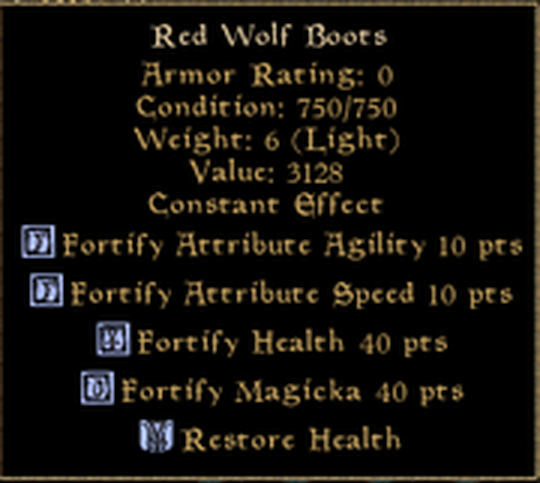 Red Wolf Boots
Armor Rating: 0
Condition: 750/750
Weight: 6 (Light)
Value: 3128
Constant Effect
Fortify Attribute Agility 10 pts
Fortify Attribute Speed 10 pts
Fortify Health 40 pts
Fortify Magicka 40 pts
Restore Health